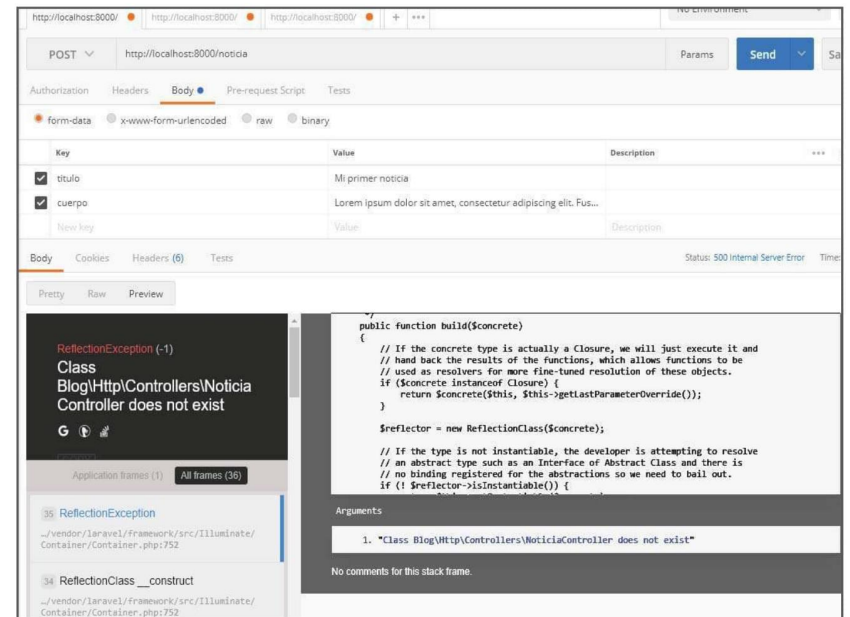 http://localhost:8000/ http://localhost:8000/ http://localhost:8000/ + ••• No Environment
POST http://localhost:8000/noticia Params Send Sa
Authorization Headers Body Pre-request Script Tests
form-data x-www-form-urlencoded raw binary
Key Value Description •••
titulo Mi primer noticia
cuerpo Lorem ipsum dolor sit amet, consectetur adipiscing elit. Fus...
New key Value Description
Body Cookies Headers (6) Tests Status: 500 Internal Server Error Time:
Pretty Raw Preview
ReflectionException (-1)
Class
Blog\Http\Controllers\Noticia
Controller does not exist
G
Application frames (1) All frames (36)
35 ReflectionException
…/vendor/laravel/framework/src/Illuminate/
Container/Container.php:752
34 ReflectionClass __construct
…/vendor/laravel/framework/src/Illuminate/
Container/Container.php:752
*/
public function build($concrete)
{
// If the concrete type is actually a Closure, we will just execute it and
// hand back the results of the functions, which allows functions to be
// used as resolvers for more fine-tuned resolution of these objects.
if ($concrete instanceof Closure) {
return $concrete($this, $this->getLastParameterOverride());
}
$reflector = new ReflectionClass($concrete);
// If the type is not instantiable, the developer is attempting to resolve
// an abstract type such as an Interface of Abstract Class and there is
// no binding registered for the abstractions so we need to bail out.
if (! $reflector->isInstantiable()) {
Arguments
1. "Class Blog\Http\Controllers\NoticiaController does not exist"
No comments for this stack frame.